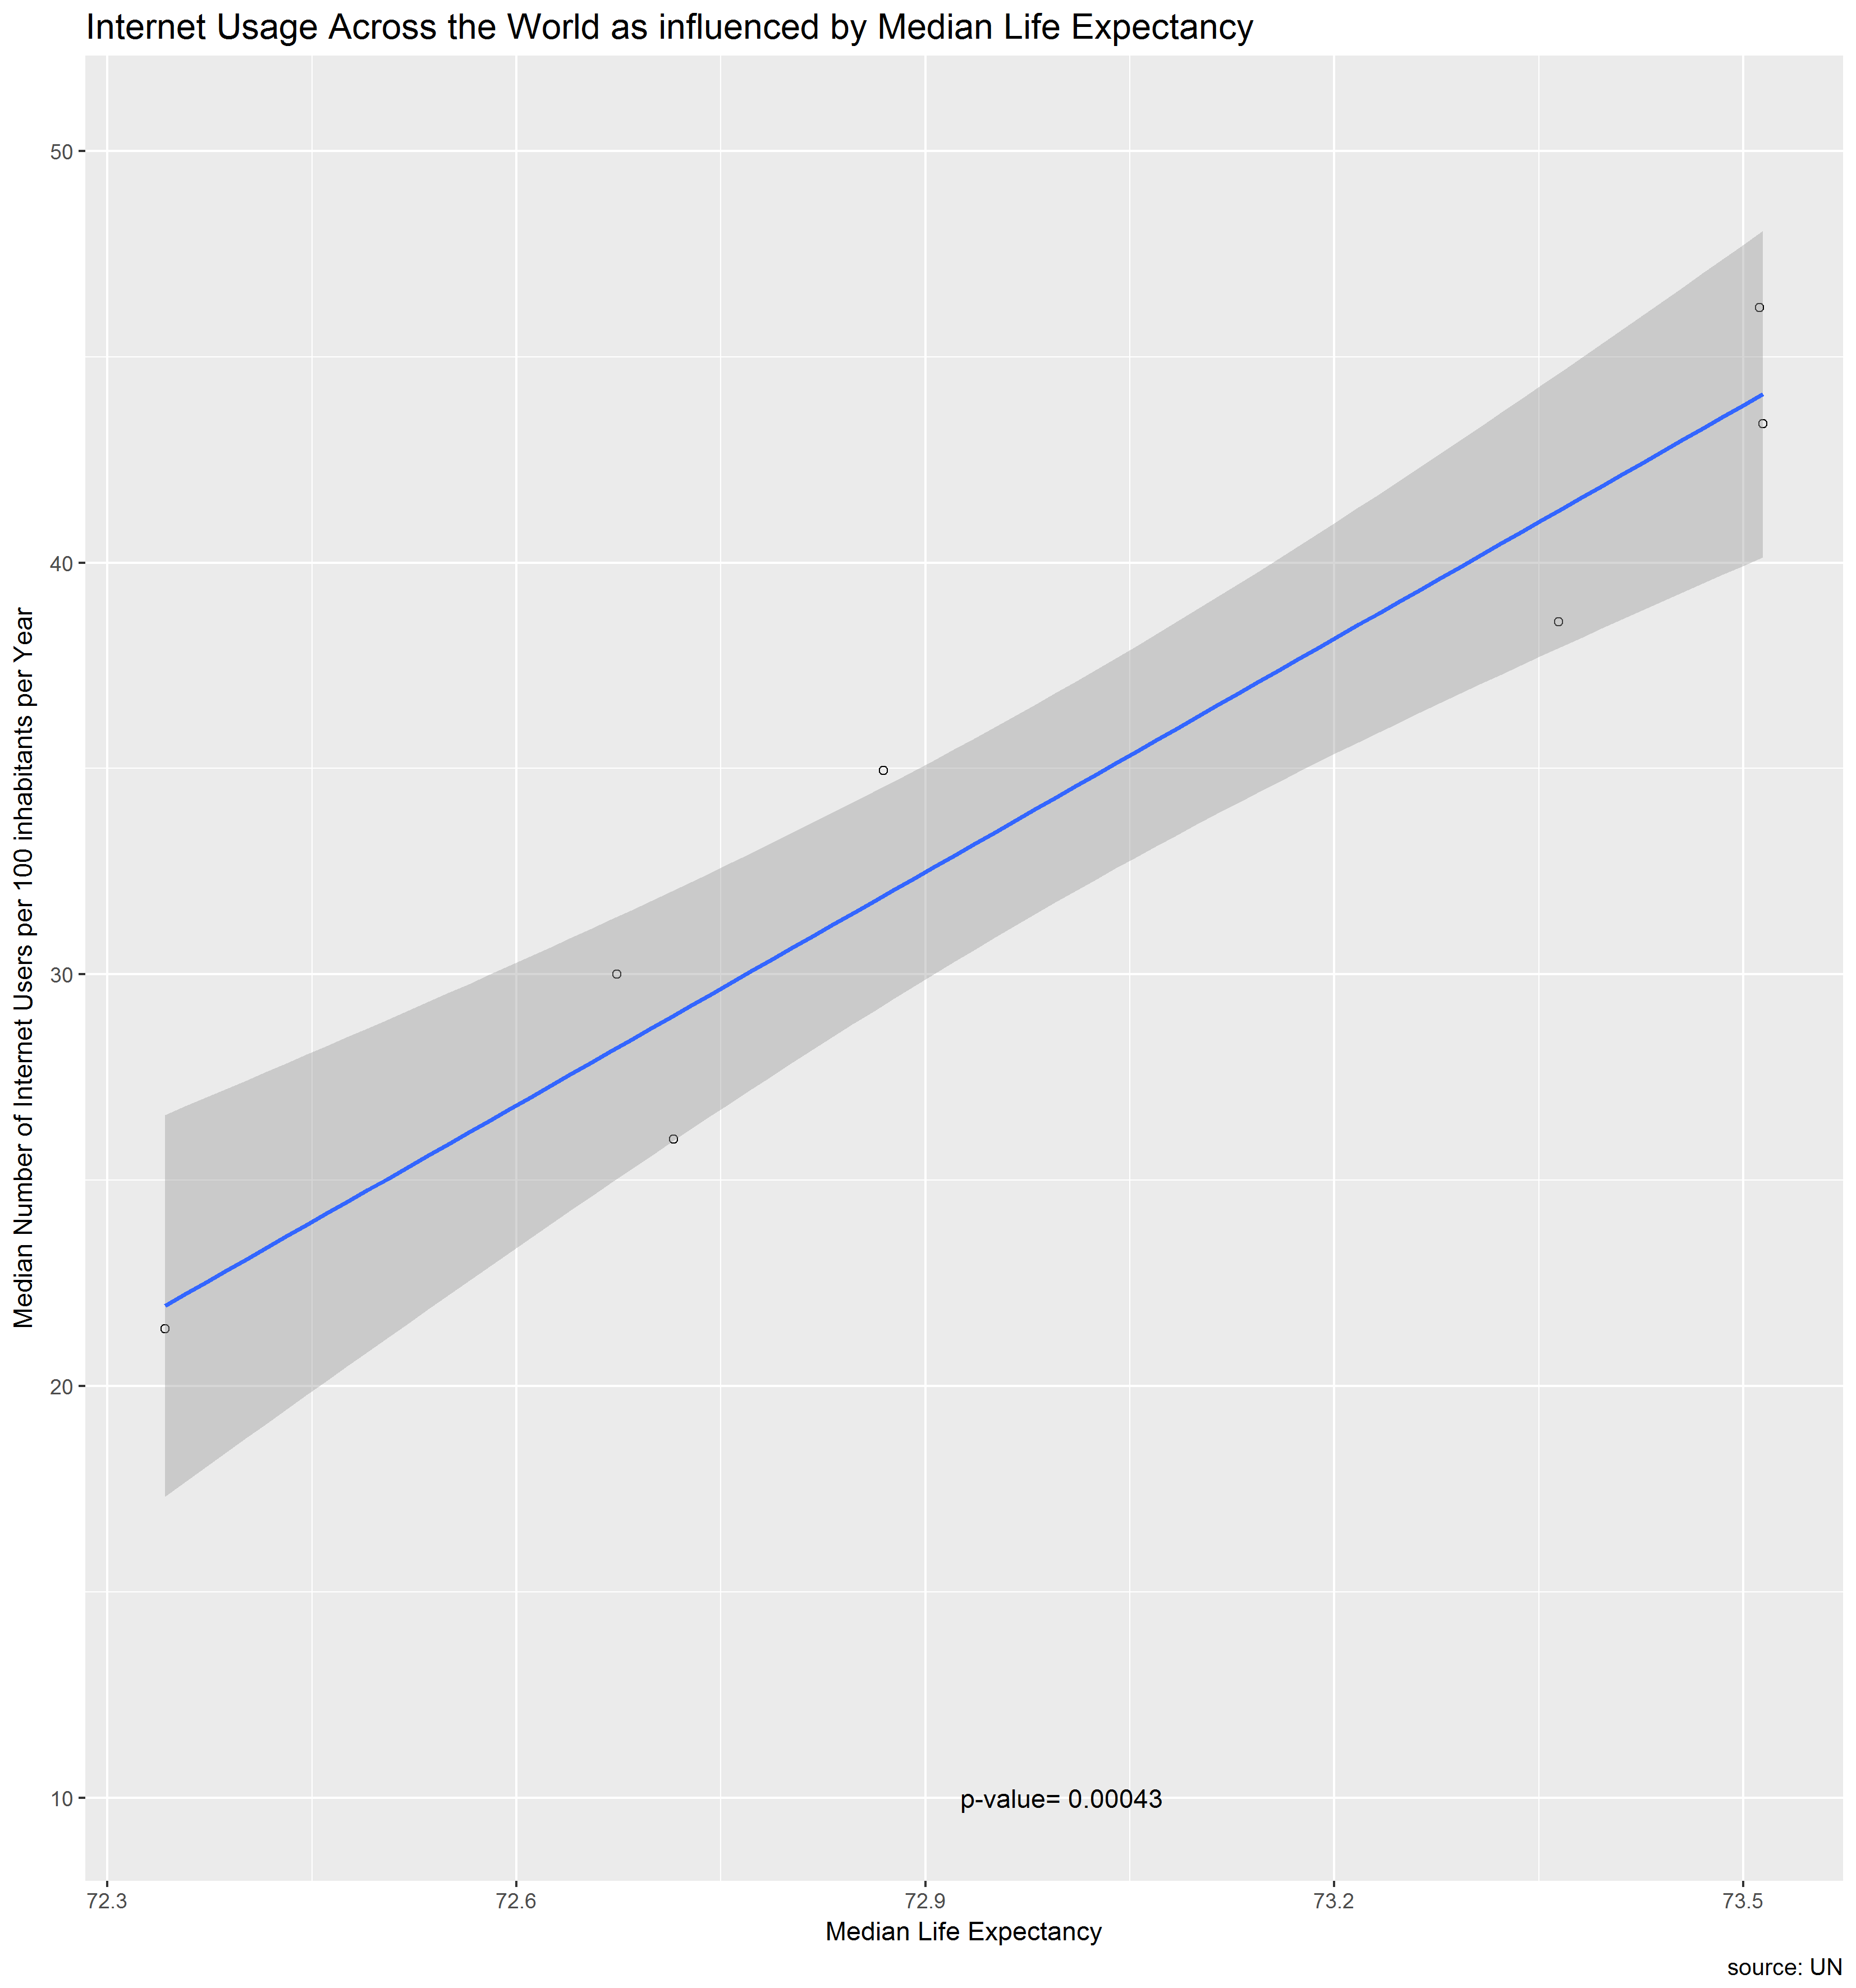 Internet Usage Across the World as influenced by Median Life Expectancy
50
40
30
20
10
Median Number of Internet Users per 100 inhabitants per Year
p-value= 0.00043
72.3
72.6
72.9
73.2
73.5
Median Life Expectancy
source: UN